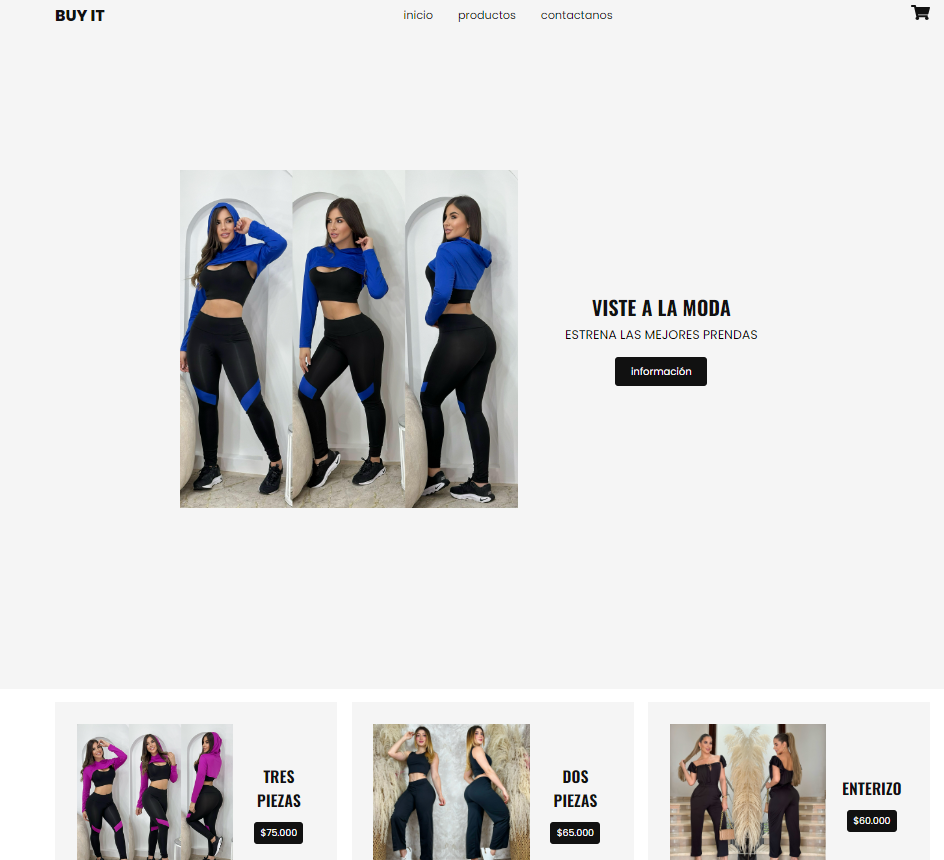 BUY IT
inicio
productos
contactanos
VISTE A LA MODA
ESTRENA LAS MEJORES PRENDAS
información
TRES
PIEZAS
$75.000
DOS
PIEZAS
$65.000
ENTERIZO
$60.000